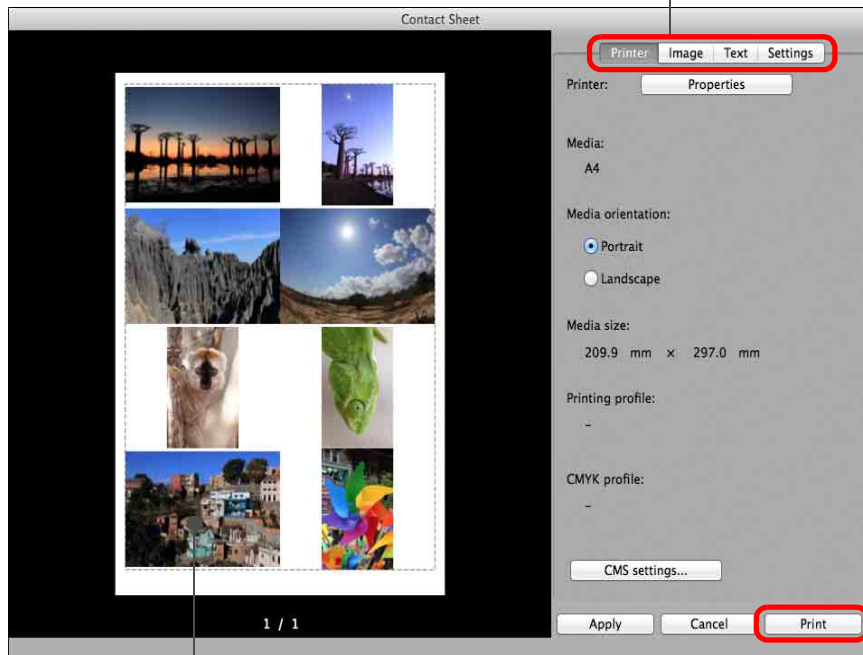 Contact Sheet
Printer Image Text Settings
Printer: Properties
Media:
A4
Media orientation:
Portrait
Landscape
Media size:
209.9 mm × 297.0 mm
Printing profile:
–
CMYK profile:
–
CMS settings...
1 / 1
Apply Cancel Print